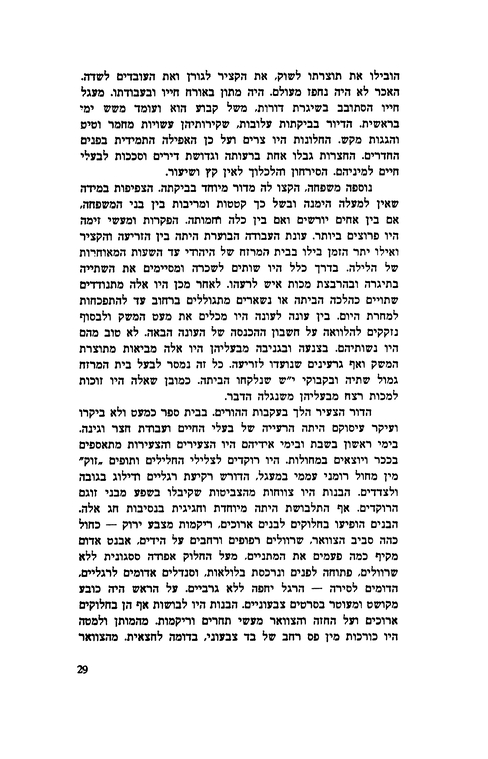 הובילו את תוצרתו לשוק, את הקציר לגורן ואת העובדים לשדה.
האכר לא היה נחפז מעולם. היה מתון באורח חייו ובעבודתו. מעגל
חייו הסתובב בשיגרת דורות, משל קבוע הוא ועומד משש ימי
בראשית. הדיור בביקתות עלובות, שקירותיהן עשויות מחמר וטיט
והגגות מקש. החלונות היו צרים ועל כן האפילה התמידית בפנים
החדרים. החצרות גבלו אחת ברעותה וגדושת דירים וסככות לבעלי
חיים למיניהם. הסירחון והלכלוך לאין קץ ושיעור.
נוספה משפחה, הקצו לה מדור מיוחד בביקתה. הצפיפות במידה
שאין למעלה הימנה ובשל כך קטטות ומריבות בין בני המשפחה,
אם בין אחים יורשים ואם בין כלה וחמותה. הפקרות ומעשי זימה
היו פרוצים ביותר. עונת העבודה הבוערת היתה בין הזריעה והקציר
ואילו יתר הזמן בילו בבית המרזח של היהודי עד השעות המאוחרות
של הלילה. בדרך כלל היו שותים לשכרה ומסיימים את השתייה
בתיגרה ובהרבצת מכות איש לרעהו. לאחר מכן היו אלה מתנודדים
שתויים כהלכה הביתה או נשארים מתגוללים ברחוב עד להתפכחות
למחרת היום. בין עונה לעונה היו מכלים את מעט המשק ולבסוף
נזקקים להלוואה על חשבון ההכנסה של העונה הבאה. לא טוב מהם
היו נשותיהם. בצנעה ובגניבה מבעליהן היו אלה מביאות מתוצרת
המשק ואף גרעינים שנועדו לזריעה. כל זה נמסר לבעל בית המרזח
גמול שתיה ובקבוקי י״ש שנלקחו הביתה. כמובן שאלה היו זוכות
למכות רצח מבעליהן משנגלה הדבר.
הדור הצעיר הלך בעקבות ההורים. בבית ספר כמעט ולא ביקרו
ועיקר עיסוקם היתה הרעייה של בעלי החיים ועבודת חצר וגינה.
בימי ראשון בשבת ובימי אידיהם היו הצעירים והצעירות מתאספים
בככר ויוצאים במחולות. היו רוקדים לצלילי החלילים ותופים „זוק״
מין מחול רומני עממי במעגל, הדורש רקיעת רגליים ודילוג בגובה
ולצדדים. הבנות היו צווחות מהצביטות שקיבלו בשפע מבני זוגם
הרוקדים. אף התלבושת היתה מיוחדת וחגיגית בנסיבות חג אלה.
הבנים הופיעו בחלוקים לבנים ארוכים, ריקמות מצבע ירוק — כחול
כהה סביב הצוואר, שרוולים רפופים ורחבים על הידים, אבנט אדום
מקיף כמה פעמים את המתניים. מעל החלוק אפודה ססגונית ללא
שרוולים, פתוחה לפנים ונרכסת בלולאות, וסנדלים אדומים לרגליים,
הדומים לסירה — הרגל יחפה ללא גרביים. על הראש היה כובע
מקושט ומעוטר בסרטים צבעוניים. הבנות היו לבושות אף הן בחלוקים
ארוכים ועל החזה והצוואר מעשי תחרים וריקמות. מהמותן ולמטה
היו כורכות מין פס רחב של בד צבעוני, בדומה לחצאית. מהצוואר
29